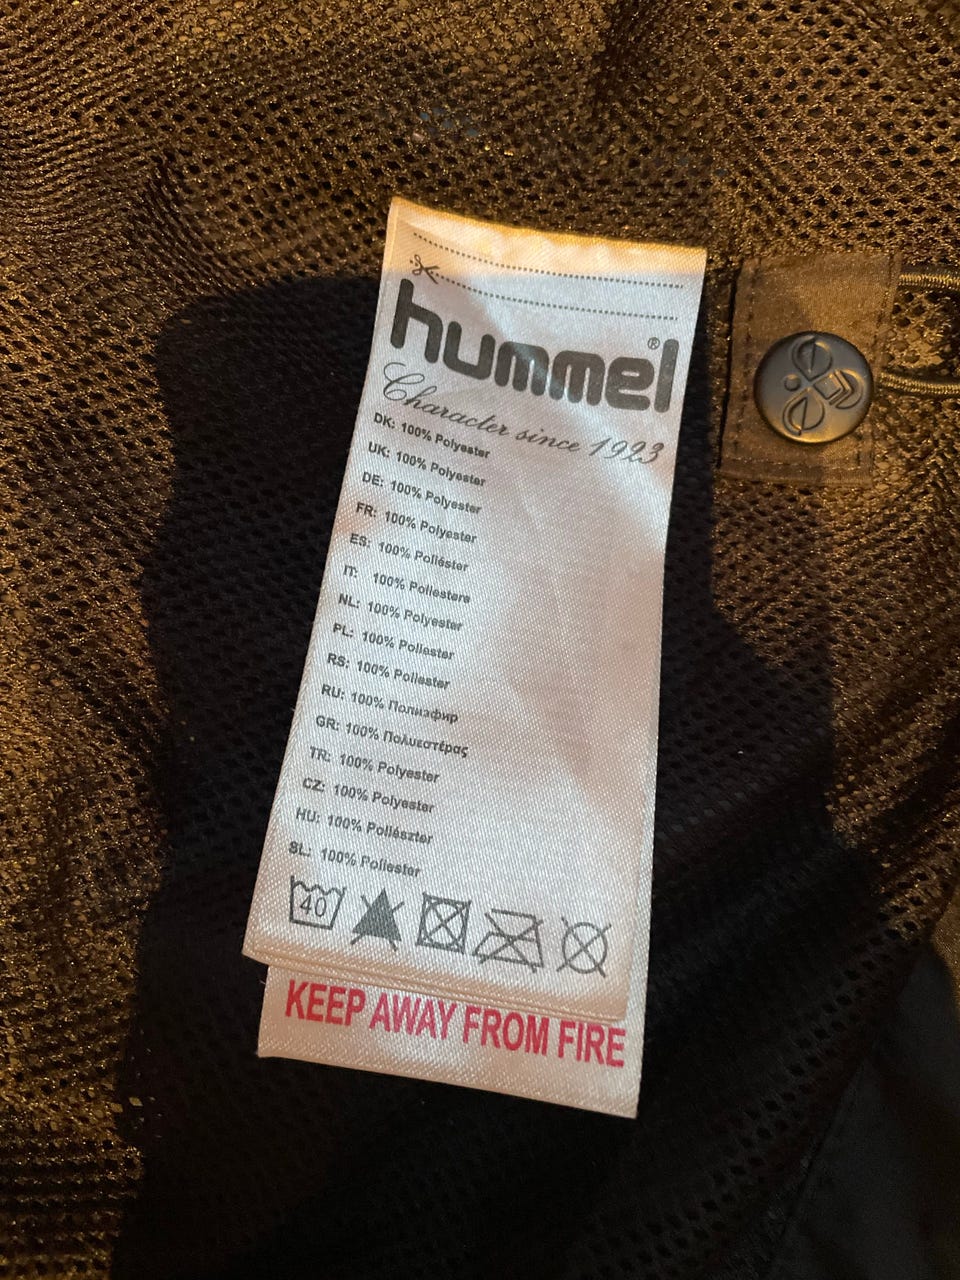 hummel®
Character since 1923
DK: 100% Polyester
UK: 100% Polyester
DE: 100% Polyester
FR: 100% Polyester
ES: 100% Poliéster
IT: 100% Poliestere
NL: 100% Polyester
PL: 100% Poliester
RS: 100% Poliester
RU: 100% Полиэфир
GR: 100% Πολυεστέρας
TR: 100% Polyester
CZ: 100% Polyester
HU: 100% Poliészter
SL: 100% Poliester
40
KEEP AWAY FROM FIRE